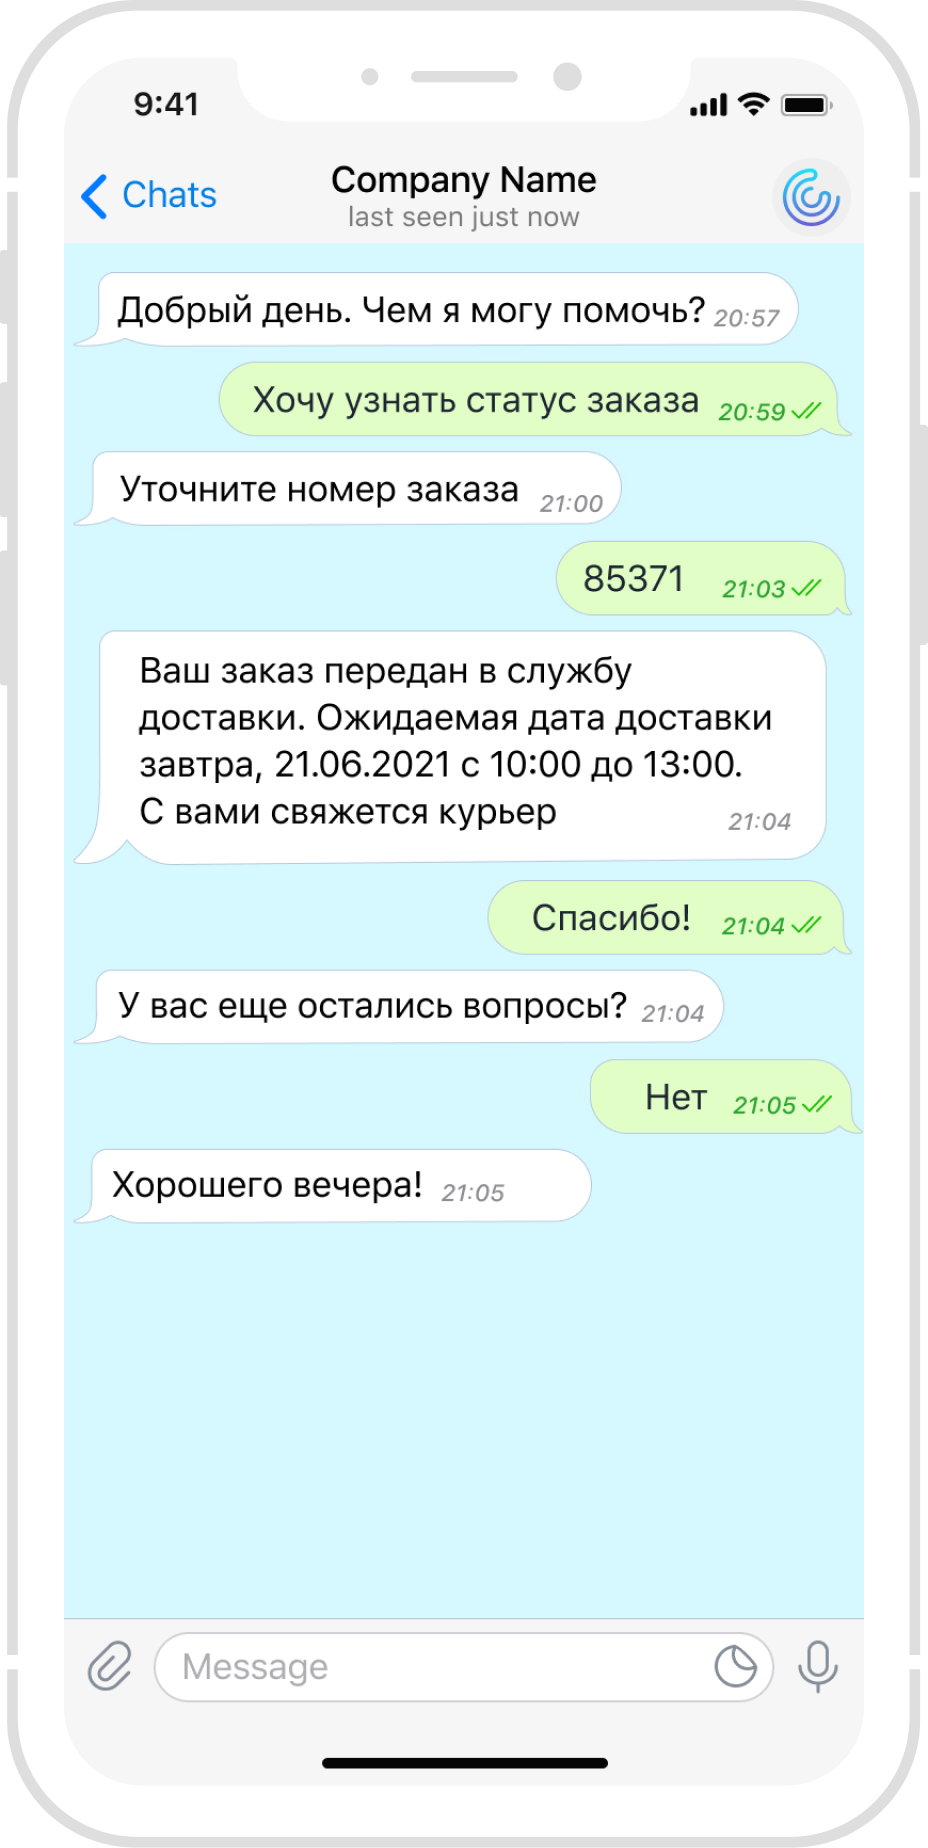 9:41
Chats
Company Name
last seen just now
Добрый день. Чем я могу помочь? 20:57
Хочу узнать статус заказа 20:59
Уточните номер заказа 21:00
85371 21:03
Ваш заказ передан в службу
доставки. Ожидаемая дата доставки
завтра, 21.06.2021 с 10:00 до 13:00.
С вами свяжется курьер 21:04
Спасибо! 21:04
У вас еще остались вопросы? 21:04
Нет 21:05
Хорошего вечера! 21:05
Message